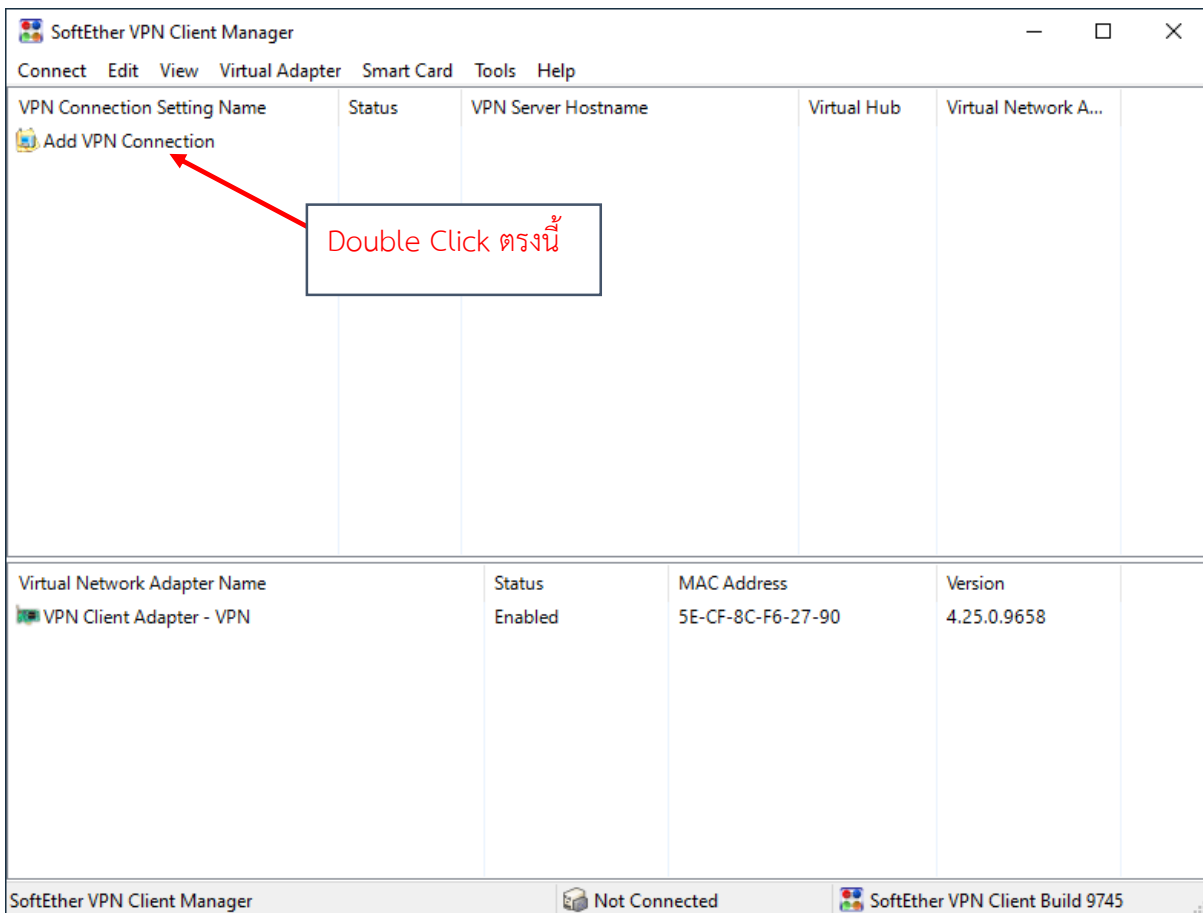 SoftEther VPN Client Manager
Connect Edit View Virtual Adapter Smart Card Tools Help
VPN Connection Setting Name Status VPN Server Hostname Virtual Hub Virtual Network A...
Add VPN Connection
Double Click ตรงนี้
Virtual Network Adapter Name Status MAC Address Version
VPN Client Adapter - VPN Enabled 5E-CF-8C-F6-27-90 4.25.0.9658
SoftEther VPN Client Manager Not Connected SoftEther VPN Client Build 9745